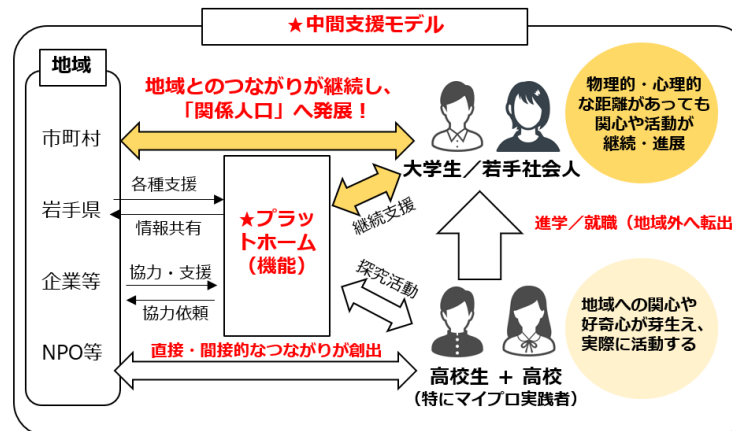 ★中間支援モデル
地域
市町村
岩手県
企業等
NPO等
地域とのつながりが継続し、
「関係人口」へ発展！
各種支援
情報共有
協力・支援
協力依頼
★プラッ
トホーム
（機能）
継続支援
探究活動
直接・間接的なつながりが創出
大学生／若手社会人
進学／就職（地域外へ転出
高校生 + 高校
（特にマイプロ実践者）
物理的・心理的
な距離があっても
関心や活動が
継続・進展
地域への関心や
好奇心が芽生え、
実際に活動する